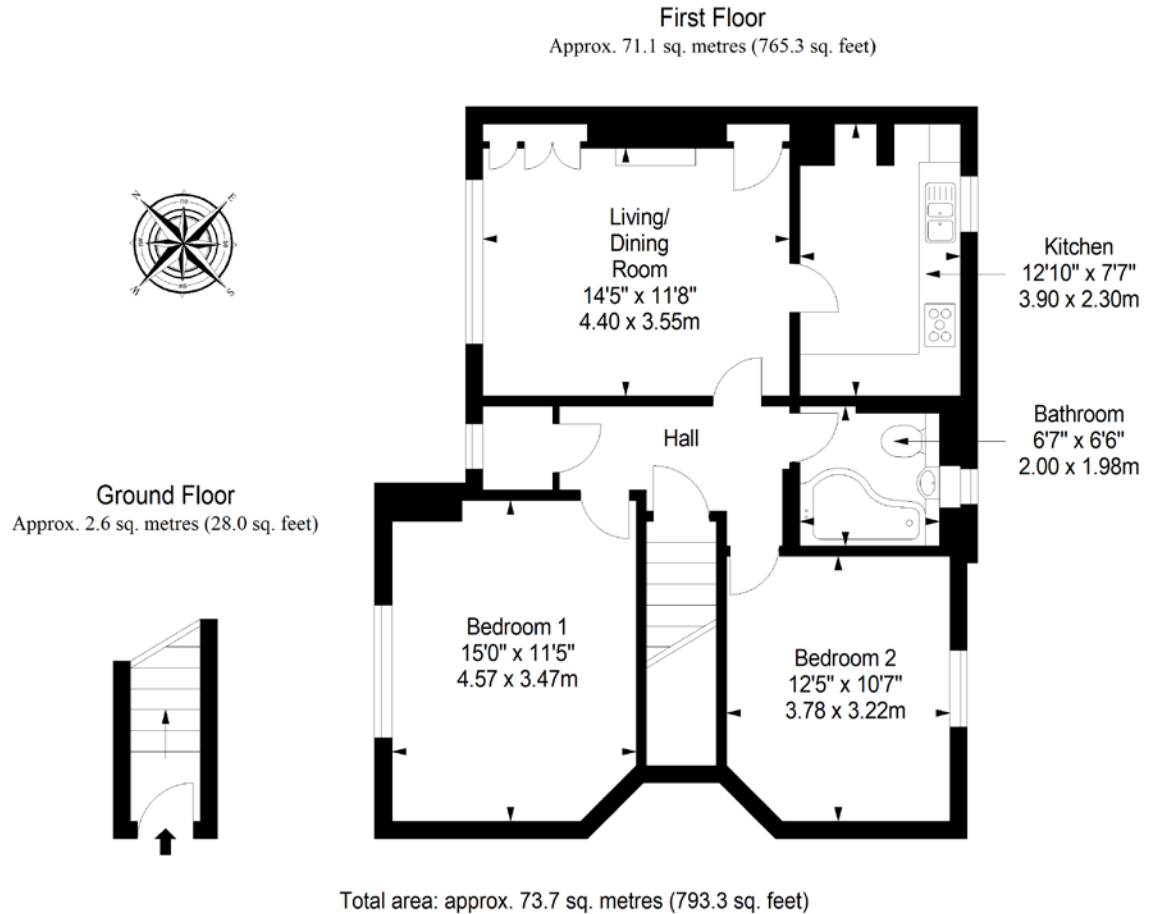 First Floor
Approx. 71.1 sq. metres (765.3 sq. feet)
N
E
W
S
Living/
Dining
Room
14'5" x 11'8"
4.40 x 3.55m
Kitchen
12'10" x 7'7"
3.90 x 2.30m
Hall
Bathroom
6'7" x 6'6"
2.00 x 1.98m
Ground Floor
Approx. 2.6 sq. metres (28.0 sq. feet)
Bedroom 1
15'0" x 11'5"
4.57 x 3.47m
Bedroom 2
12'5" x 10'7"
3.78 x 3.22m
Total area: approx. 73.7 sq. metres (793.3 sq. feet)